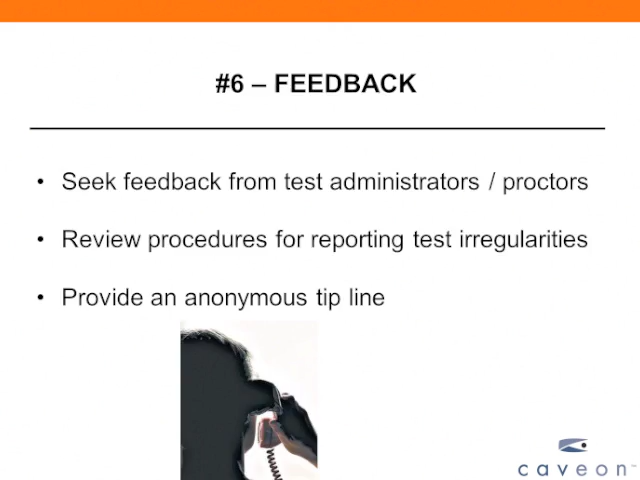 #6 – FEEDBACK
• Seek feedback from test administrators / proctors
• Review procedures for reporting test irregularities
• Provide an anonymous tip line
caveon™